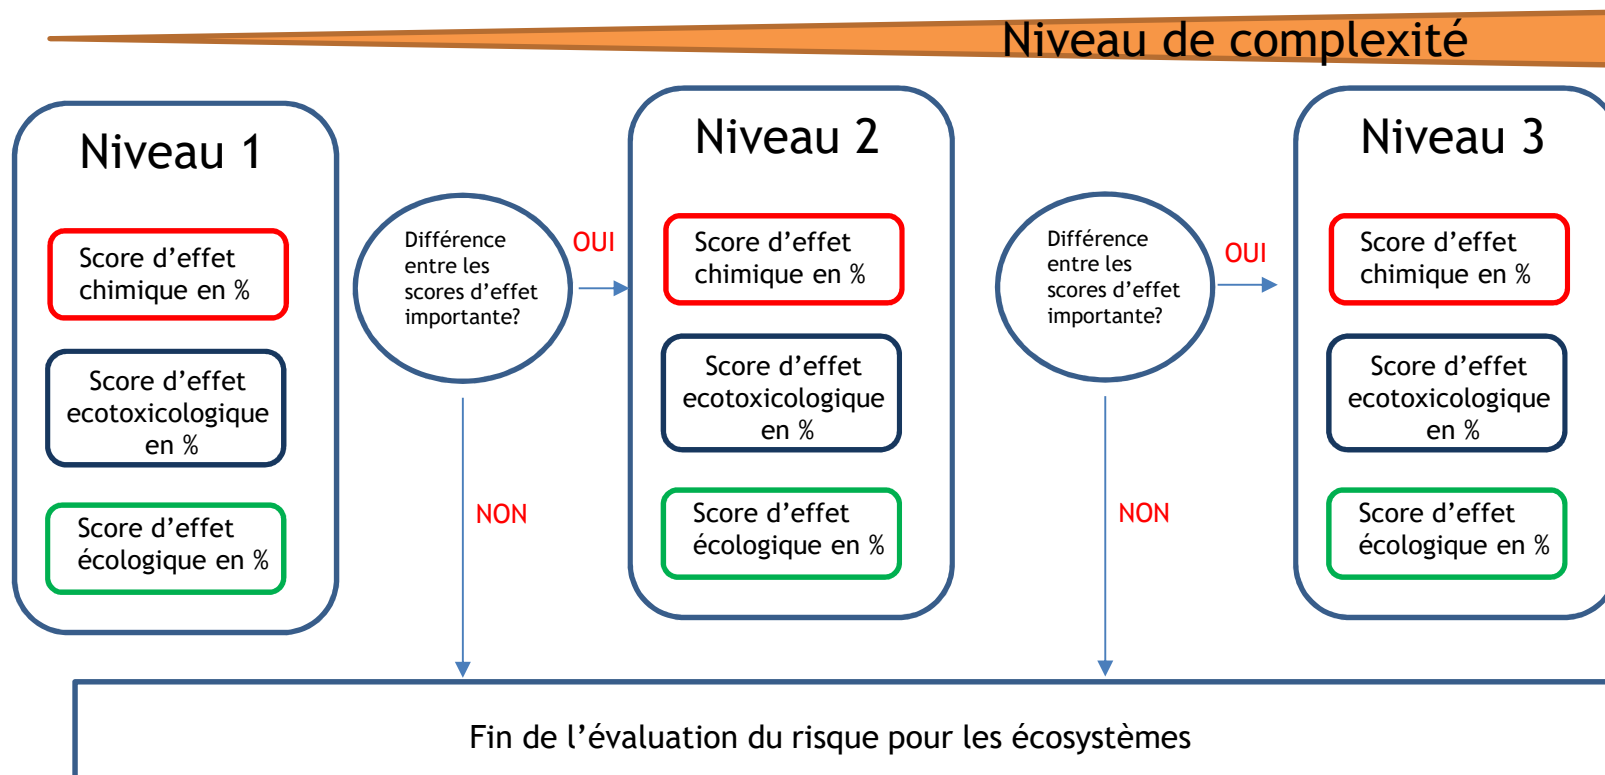 Niveau de complexité
Niveau 1
Score d’effet
chimique en %
Score d’effet
ecotoxicologique
en %
Score d’effet
écologique en %
Différence
entre les
scores d’effet
importante?
OUI
NON
Niveau 2
Score d’effet
chimique en %
Score d’effet
ecotoxicologique
en %
Score d’effet
écologique en %
Différence
entre les
scores d’effet
importante?
OUI
NON
Niveau 3
Score d’effet
chimique en %
Score d’effet
ecotoxicologique
en %
Score d’effet
écologique en %
Fin de l’évaluation du risque pour les écosystèmes